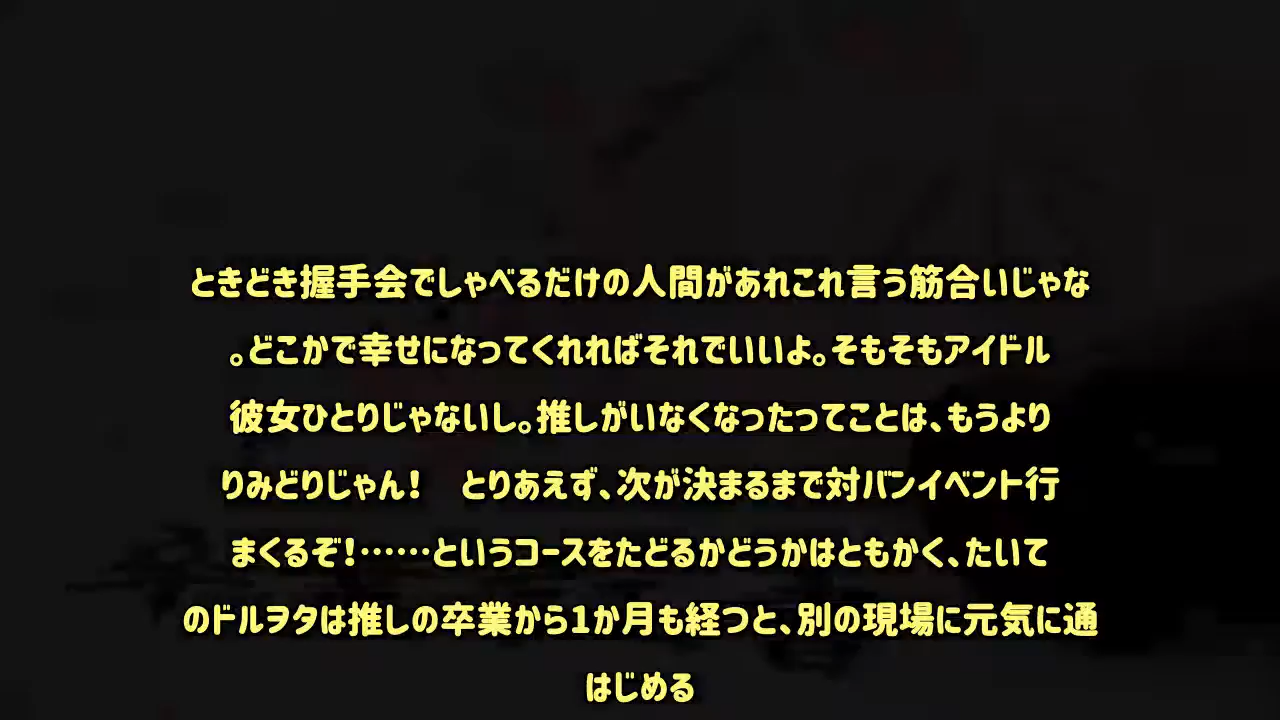 ときどき握手会でしゃべるだけの人間があれこれ言う筋合いじゃな
。どこかで幸せになってくれればそれでいいよ。そもそもアイドル
彼女ひとりじゃないし。推しがいなくなったってことは、もうより
りみどりじゃん！　とりあえず、次が決まるまで対バンイベント行
まくるぞ！……というコースをたどるかどうかはともかく、たいて
のドルヲタは推しの卒業から1か月も経つと、別の現場に元気に通
はじめる